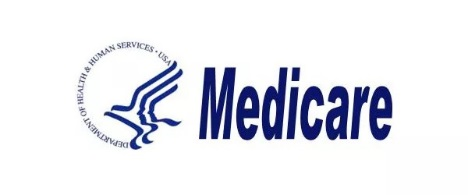 DEPARTMENT OF HEALTH & HUMAN SERVICES · USA
Medicare